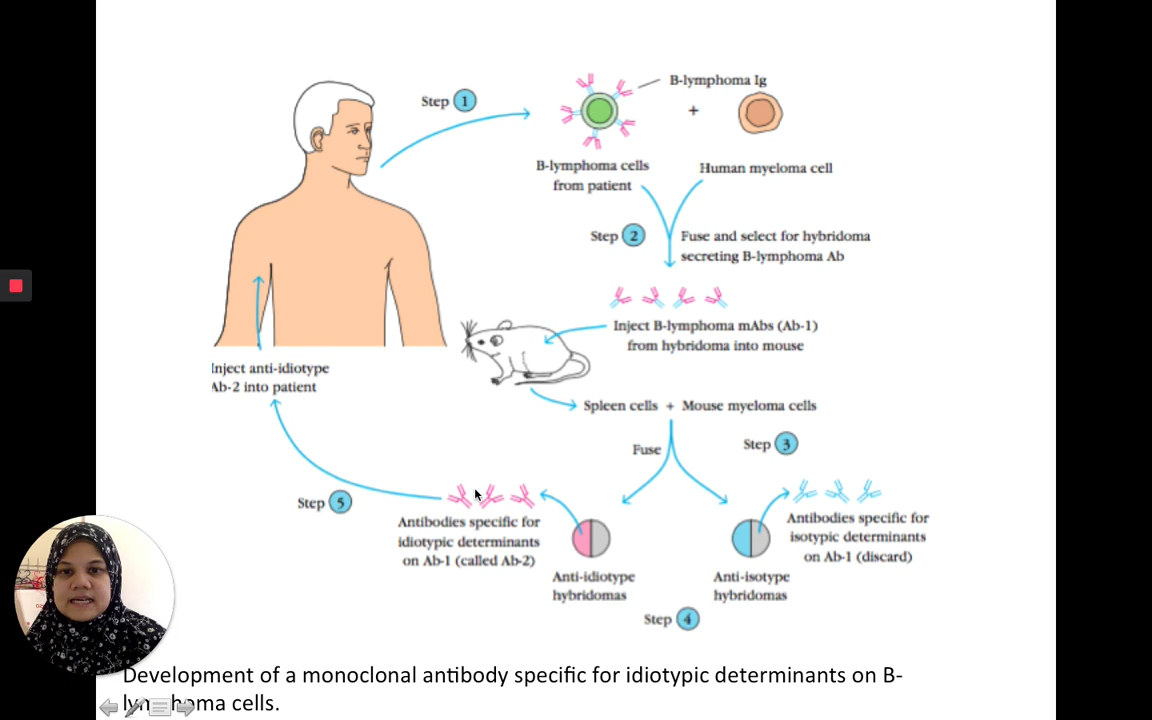 Step 1
B-lymphoma Ig
+
B-lymphoma cells
from patient
Human myeloma cell
Step 2
Fuse and select for hybridoma
secreting B-lymphoma Ab
Inject B-lymphoma mAbs (Ab-1)
from hybridoma into mouse
Inject anti-idiotype
Ab-2 into patient
Spleen cells + Mouse myeloma cells
Fuse
Step 3
Step 5
Antibodies specific for
idiotypic determinants
on Ab-1 (called Ab-2)
Antibodies specific for
isotypic determinants
on Ab-1 (discard)
Anti-idiotype
hybridomas
Anti-isotype
hybridomas
Step 4
Development of a monoclonal antibody specific for idiotypic determinants on B-
lymphoma cells.